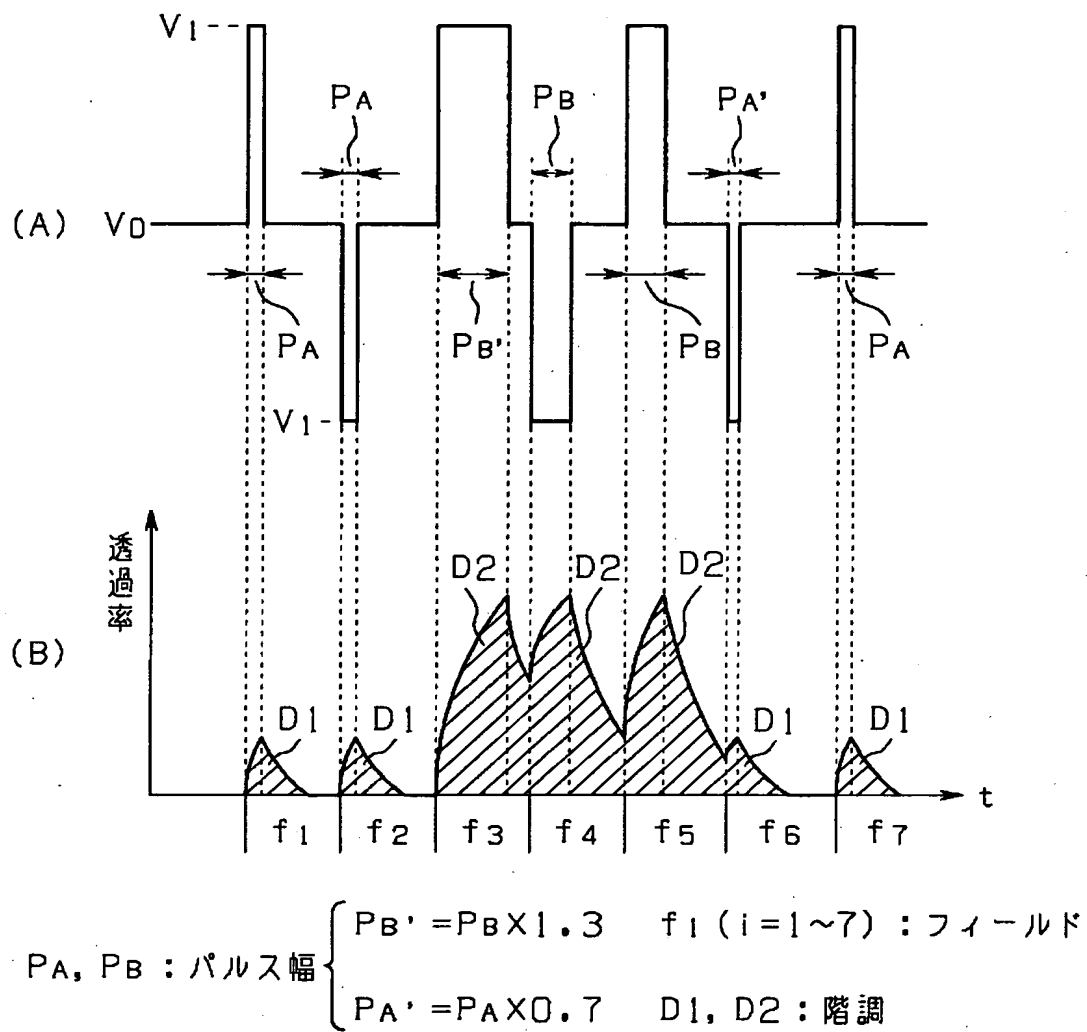 V1
PA
PB
PA'
(A)
V0
PA
PB'
PB
PA
V1
透過率
(B)
D2
D2
D2
D1
D1
D1
D1
t
f1
f2
f3
f4
f5
f6
f7
PB'=PB×1.3 fi(i=1~7):フィールド
PA, PB:パルス幅
PA'=PA×0.7 D1, D2:階調